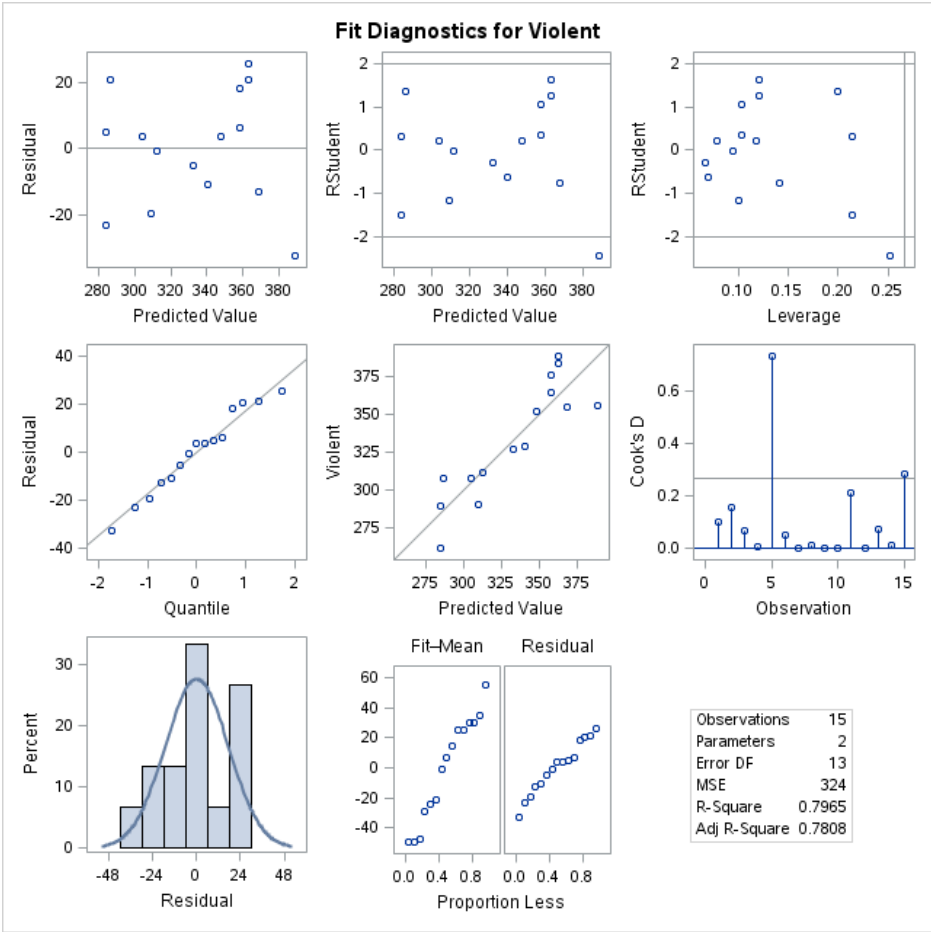 Fit Diagnostics for Violent
20
0
-20
Residual
280 300 320 340 360 380
Predicted Value
2
1
0
-1
-2
RStudent
280 300 320 340 360 380
Predicted Value
2
1
0
-1
-2
RStudent
0.10 0.15 0.20 0.25
Leverage
40
20
0
-20
-40
Residual
-2 -1 0 1 2
Quantile
375
350
325
300
275
Violent
275 300 325 350 375
Predicted Value
0.6
0.4
0.2
0.0
Cook's D
0 5 10 15
Observation
30
20
10
0
Percent
-48 -24 0 24 48
Residual
Fit–Mean Residual
60
40
20
0
-20
-40
0.0 0.4 0.8 0.0 0.4 0.8
Proportion Less
Observations 15
Parameters 2
Error DF 13
MSE 324
R-Square 0.7965
Adj R-Square 0.7808